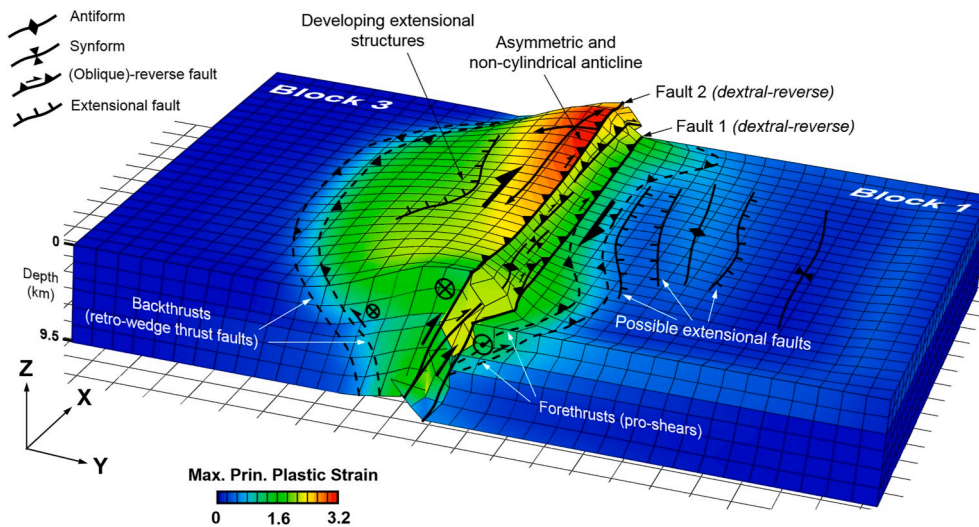 Antiform
Synform
(Oblique)-reverse fault
Extensional fault
Developing extensional
structures
Asymmetric and
non-cylindrical anticline
Fault 2 (dextral-reverse)
Fault 1 (dextral-reverse)
Block 3
Block 1
0
Depth
(km)
9.5
Backthrusts
(retro-wedge thrust faults)
Possible extensional faults
Forethrusts (pro-shears)
Z
X
Y
Max. Prin. Plastic Strain
0
1.6
3.2